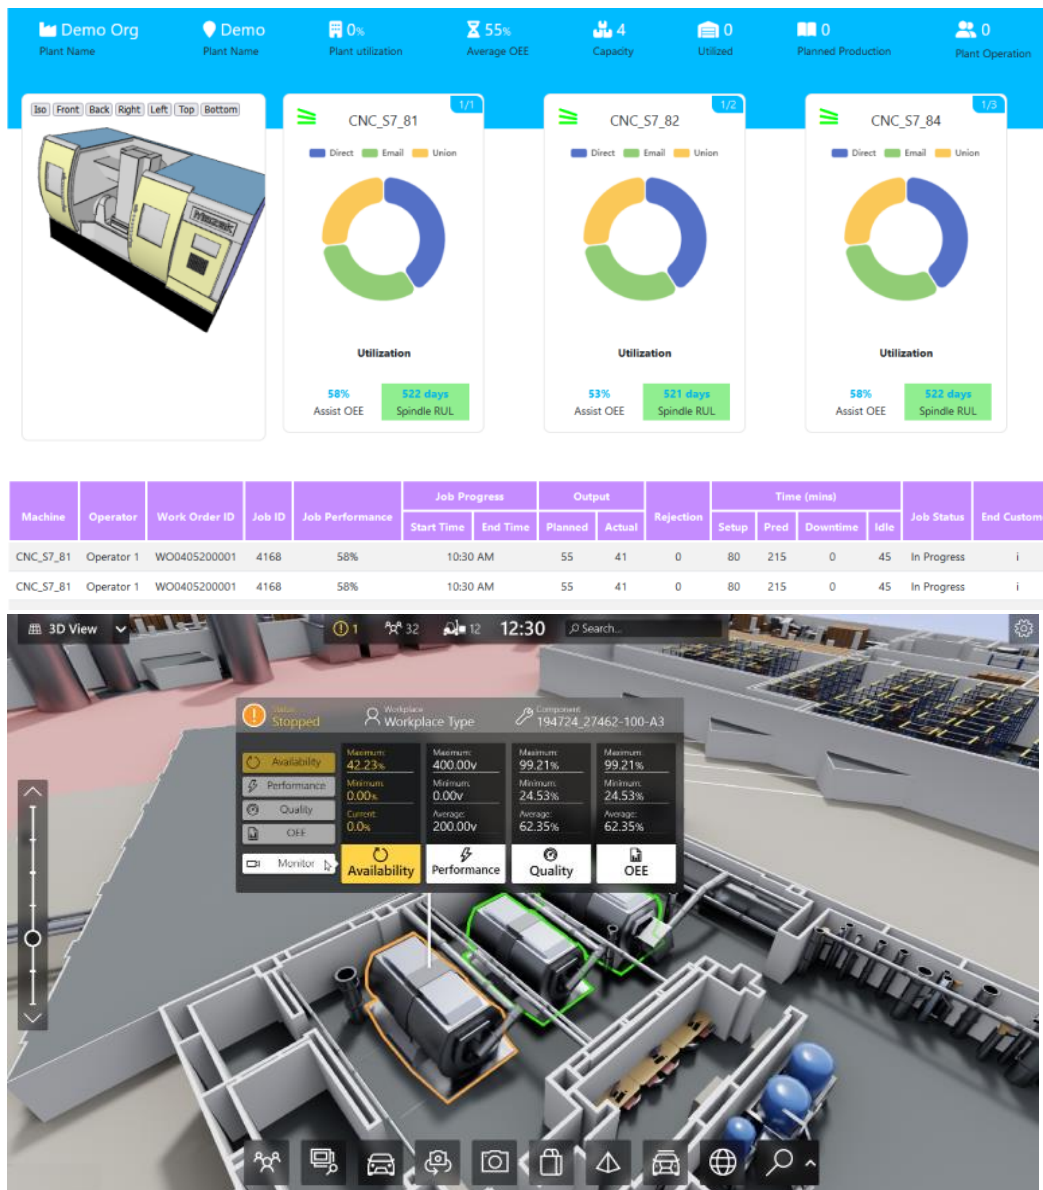 Demo Org
Plant Name
Demo
Plant Name
0%
Plant utilization
55%
Average OEE
4
Capacity
0
Utilized
0
Planned Production
0
Plant Operation
Iso Front Back Right Left Top Bottom
1/1
CNC_S7_81
Direct Email Union
Utilization
58%
Assist OEE
522 days
Spindle RUL
1/2
CNC_S7_82
Direct Email Union
Utilization
53%
Assist OEE
521 days
Spindle RUL
1/3
CNC_S7_84
Direct Email Union
Utilization
58%
Assist OEE
522 days
Spindle RUL
Job Progress Output Time (mins)
Machine Operator Work Order ID Job ID Job Performance Rejection Job Status End Custom
Start Time End Time Planned Actual Setup Pred Downtime Idle
CNC_S7_81 Operator 1 WO0405200001 4168 58% 10:30 AM 55 41 0 80 215 0 45 In Progress i
CNC_S7_81 Operator 1 WO0405200001 4168 58% 10:30 AM 55 41 0 80 215 0 45 In Progress i
3D View 1 32 12 12:30 Search...
Status
Stopped
Workplace
Workplace Type
Component
194724_27462-100-A3
Availability
Performance
Quality
OEE
Monitor
Maximum:
42.23%
Minimum:
0.00%
Current:
0.0%
Availability
Maximum:
400.00v
Minimum:
0.00v
Average:
200.00v
Performance
Maximum:
99.21%
Minimum:
24.53%
Average:
62.35%
Quality
Maximum:
99.21%
Minimum:
24.53%
Average:
62.35%
OEE